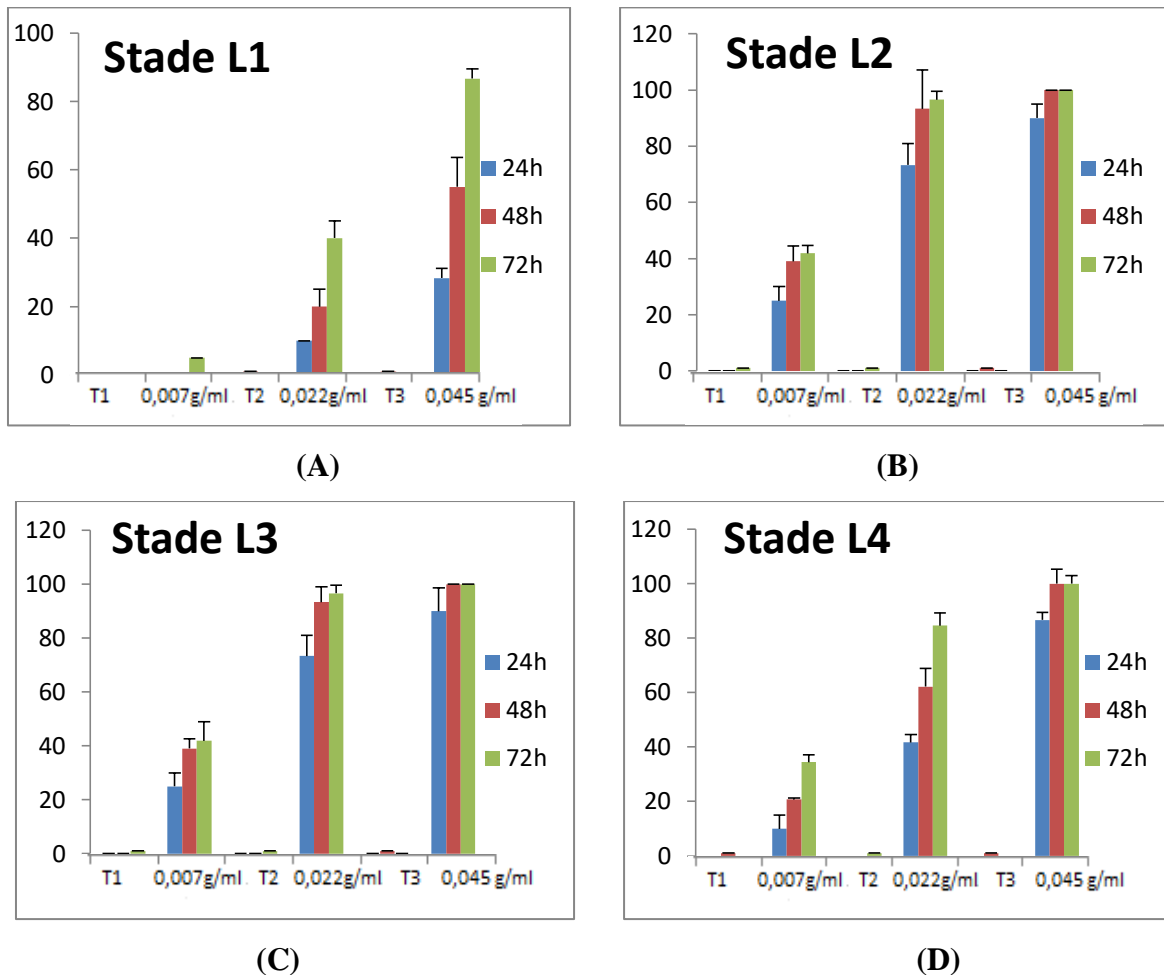 Stade L1
100
80
60
40
20
0
24h
48h
72h
T1 0,007g/ml T2 0,022g/ml T3 0,045 g/ml
(A)
Stade L2
120
100
80
60
40
20
0
24h
48h
72h
T1 0,007g/ml T2 0,022g/ml T3 0,045 g/ml
(B)
Stade L3
120
100
80
60
40
20
0
24h
48h
72h
T1 0,007g/ml T2 0,022g/ml T3 0,045 g/ml
(C)
Stade L4
120
100
80
60
40
20
0
24h
48h
72h
T1 0,007g/ml T2 0,022g/ml T3 0,045 g/ml
(D)